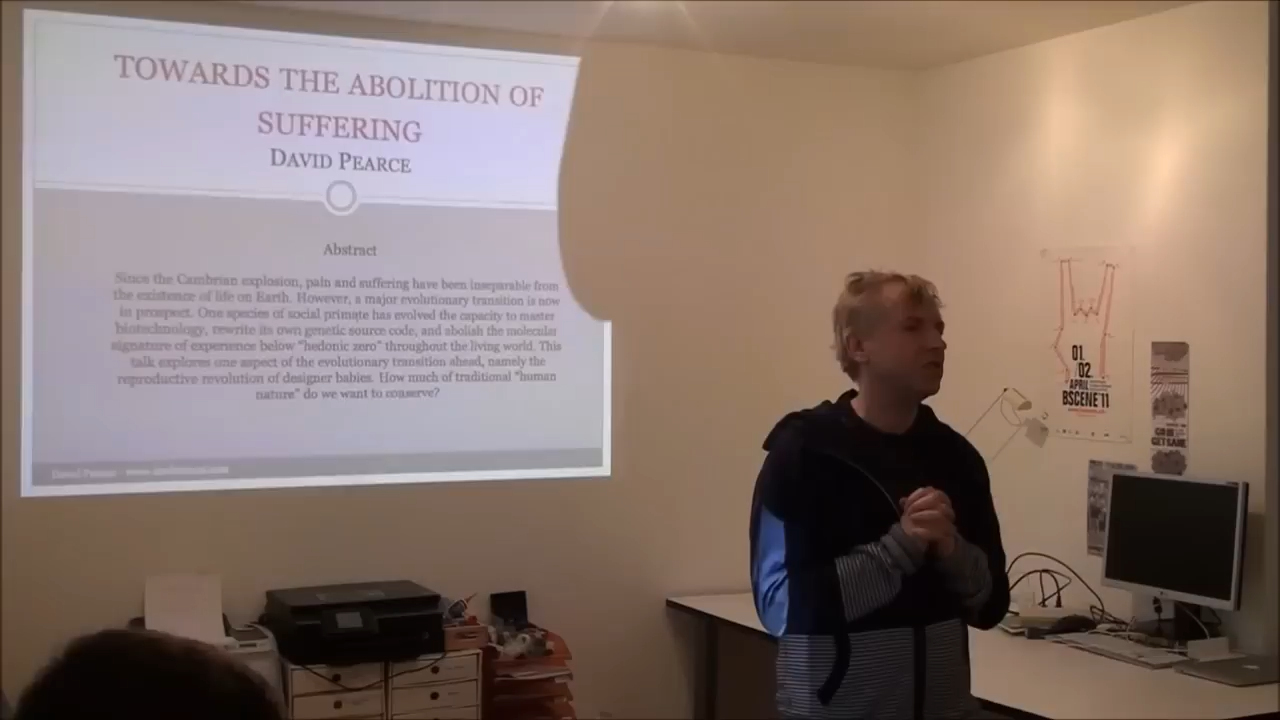 TOWARDS THE ABOLITION OF
SUFFERING
DAVID PEARCE
Abstract
Since the Cambrian explosion, pain and suffering have been inseparable from
the existence of life on Earth. However, a major evolutionary transition is now
in prospect. One species of social primate has evolved the capacity to master
biotechnology, rewrite its own genetic source code, and abolish the molecular
signature of experience below "hedonic zero" throughout the living world. This
talk explores one aspect of the evolutionary transition ahead, namely the
reproductive revolution of designer babies. How much of traditional "human
nature" do we want to conserve?
David Pearce
01.
/02.
APRIL
BSCENE'11